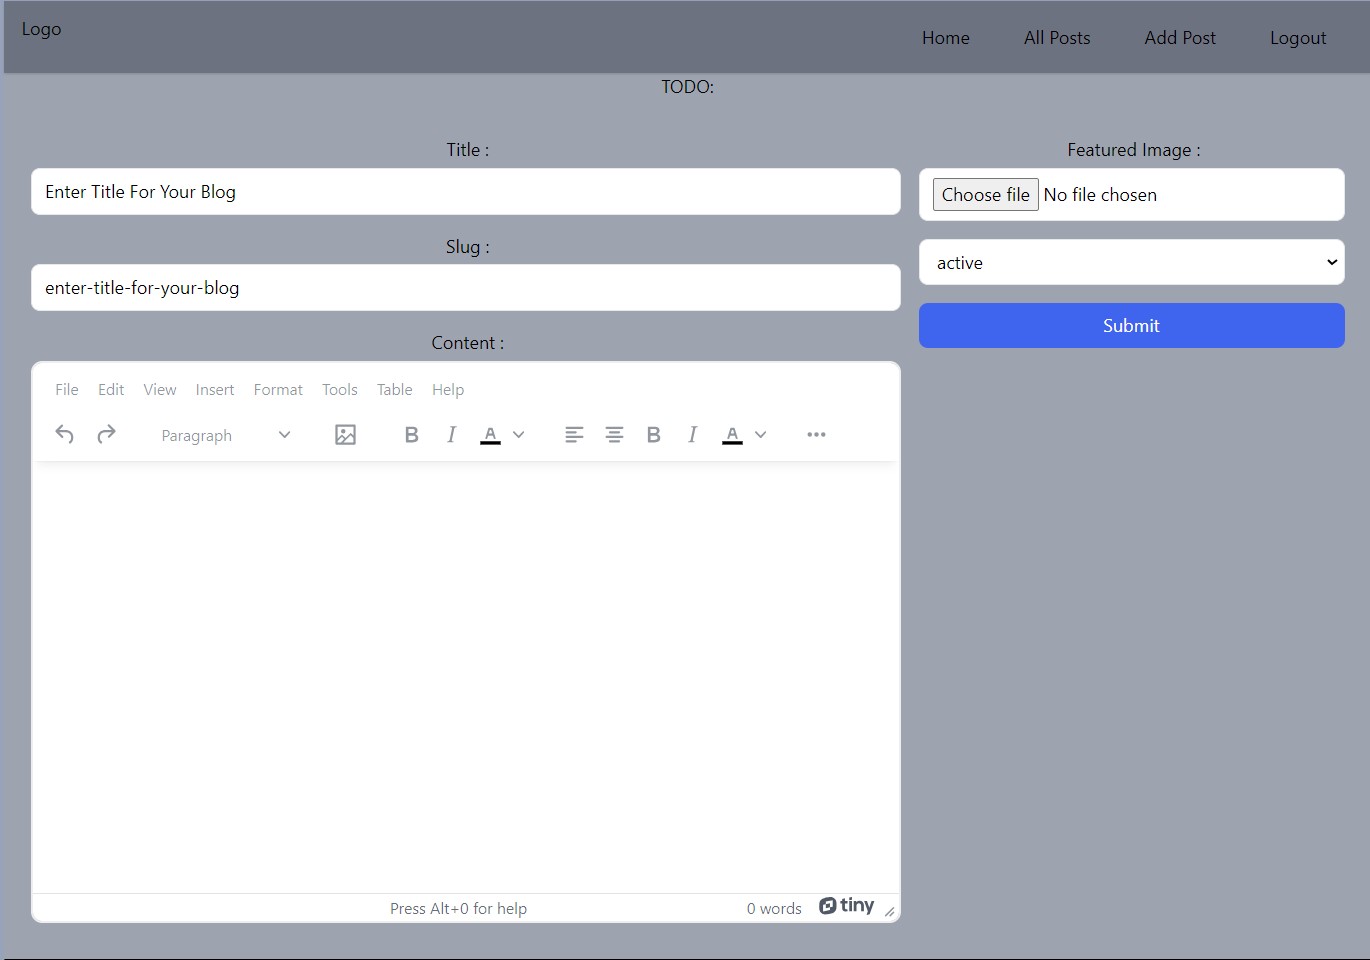 Logo
Home All Posts Add Post Logout
TODO:
Title :
Enter Title For Your Blog
Slug :
enter-title-for-your-blog
Content :
File Edit View Insert Format Tools Table Help
Paragraph B I A B I A
Press Alt+0 for help 0 words tiny
Featured Image :
Choose file No file chosen
active
Submit